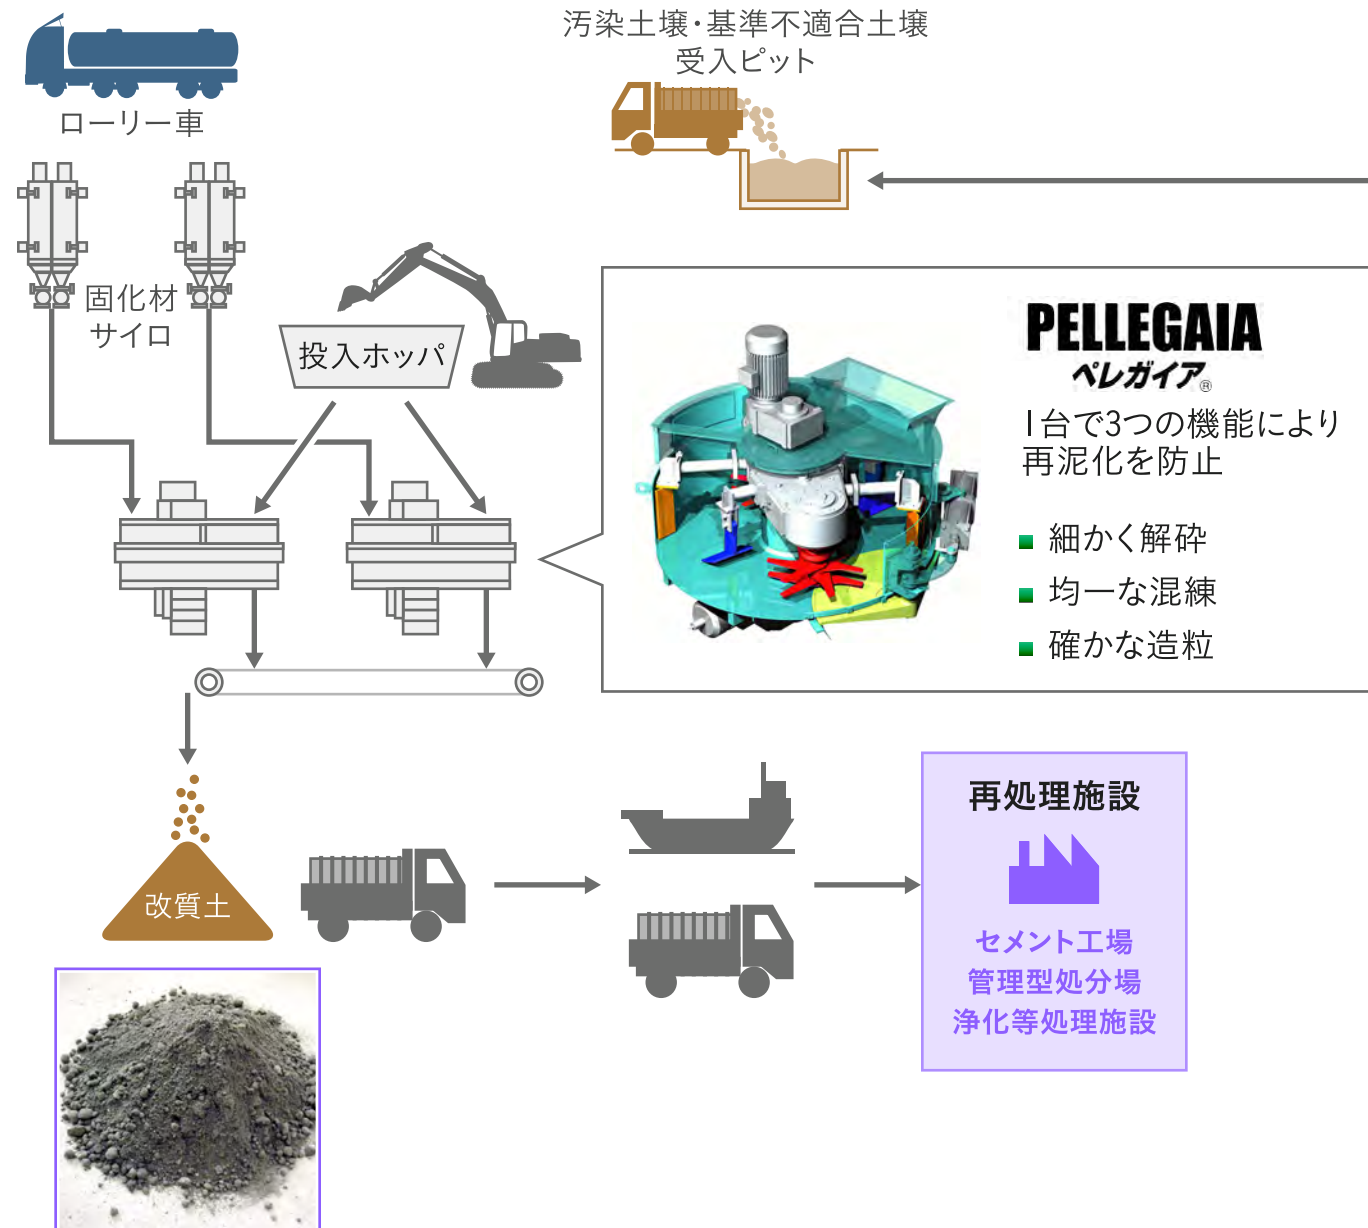 汚染土壌・基準不適合土壌
受入ピット
ローリー車
固化材
サイロ
投入ホッパ
PELLEGAIA
ペレガイア®
1台で3つの機能により
再泥化を防止
細かく解砕
均一な混練
確かな造粒
改質土
再処理施設
セメント工場
管理型処分場
浄化等処理施設